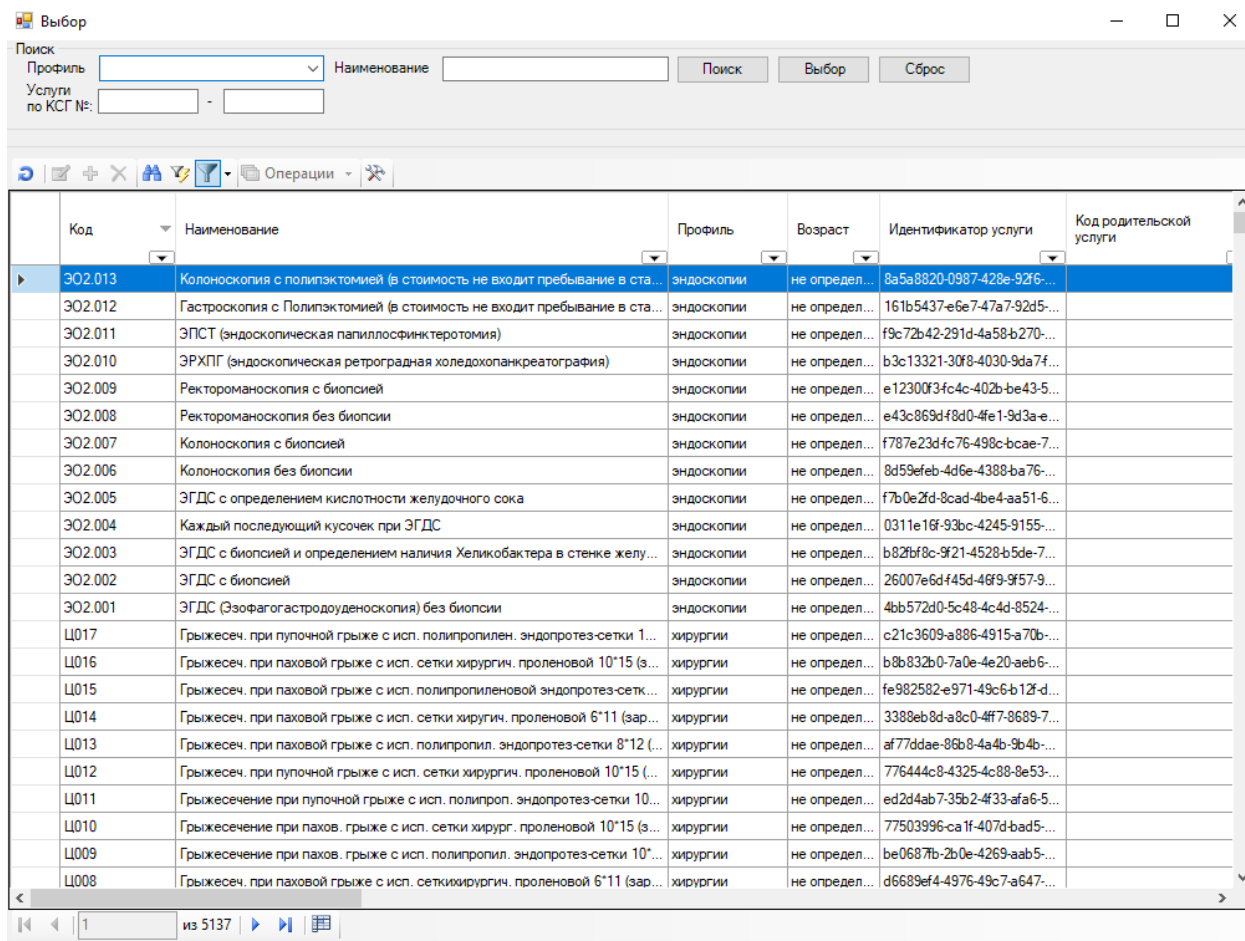 Выбор
Поиск
Профиль Наименование Поиск Выбор Сброс
Услуги
по КСГ №: -
Операции
Код Наименование Профиль Возраст Идентификатор услуги Код родительской
услуги
ЭО2.013 Колоноскопия с полипэктомией (в стоимость не входит пребывание в ста... эндоскопии не определ... 8a5a8820-0987-428e-92f6-...
ЭО2.012 Гастроскопия с Полипэктомией (в стоимость не входит пребывание в ста... эндоскопии не определ... 161b5437-e6e7-47a7-92d5-...
ЭО2.011 ЭПСТ (эндоскопическая папиллосфинктеротомия) эндоскопии не определ... f9c72b42-291d-4a58-b270-...
ЭО2.010 ЭРХПГ (эндоскопическая ретроградная холедохопанкреатография) эндоскопии не определ... b3c13321-30f8-4030-9da7-f...
ЭО2.009 Ректороманоскопия с биопсией эндоскопии не определ... e12300f3-fc4c-402b-be43-5...
ЭО2.008 Ректороманоскопия без биопсии эндоскопии не определ... e43c869d-f8d0-4fe1-9d3a-e...
ЭО2.007 Колоноскопия с биопсией эндоскопии не определ... f787e23d-fc76-498c-bcae-7...
ЭО2.006 Колоноскопия без биопсии эндоскопии не определ... 8d59efeb-4d6e-4388-ba76-...
ЭО2.005 ЭГДС с определением кислотности желудочного сока эндоскопии не определ... f7b0e2fd-8cad-4be4-aa51-6...
ЭО2.004 Каждый последующий кусочек при ЭГДС эндоскопии не определ... 0311e16f-93bc-4245-9155-...
ЭО2.003 ЭГДС с биопсией и определением наличия Хеликобактера в стенке желу... эндоскопии не определ... b82fbf8c-9f21-4528-b5de-7...
ЭО2.002 ЭГДС с биопсией эндоскопии не определ... 26007e6d-f45d-46f9-9f57-9...
ЭО2.001 ЭГДС (Эзофагогастродоуденоскопия) без биопсии эндоскопии не определ... 4bb572d0-5c48-4c4d-8524-...
Ц017 Грыжесеч. при пупочной грыже с исп. полипропилен. эндопротез-сетки 1... хирургии не определ... c21c3609-a886-4915-a70b-...
Ц016 Грыжесеч. при паховой грыже с исп. сетки хирургич. проленовой 10*15 (з... хирургии не определ... b8b832b0-7a0e-4e20-aeb6-...
Ц015 Грыжесеч. при паховой грыже с исп. полипропиленовой эндопротез-сетк... хирургии не определ... fe982582-e971-49c6-b12f-d...
Ц014 Грыжесеч. при паховой грыже с исп. сетки хиругич. проленовой 6*11 (зар... хирургии не определ... 3388eb8d-a8c0-4ff7-8689-7...
Ц013 Грыжесеч. при паховой грыже с исп. полипропил. эндопротез-сетки 8*12 (... хирургии не определ... af77ddae-86b8-4a4b-9b4b-...
Ц012 Грыжесеч. при пупочной грыже с исп. сетки хирургич. проленовой 10*15 (... хирургии не определ... 776444c8-4325-4c88-8e53-...
Ц011 Грыжесечение при пупочной грыже с исп. полипроп. эндопротез-сетки 10... хирургии не определ... ed2d4ab7-35b2-4f33-afa6-5...
Ц010 Грыжесечение при пахов. грыже с исп. сетки хирург. проленовой 10*15 (з... хирургии не определ... 77503996-ca1f-407d-bad5-...
Ц009 Грыжесечение при пахов. грыже с исп. полипропил. эндопротез-сетки 10*... хирургии не определ... be0687fb-2b0e-4269-aab5-...
Ц008 Грыжесеч. при паховой грыже с исп. сеткихирургич. проленовой 6*11 (зар... хирургии не определ... d6689ef4-4976-49c7-a647-...
1 из 5137